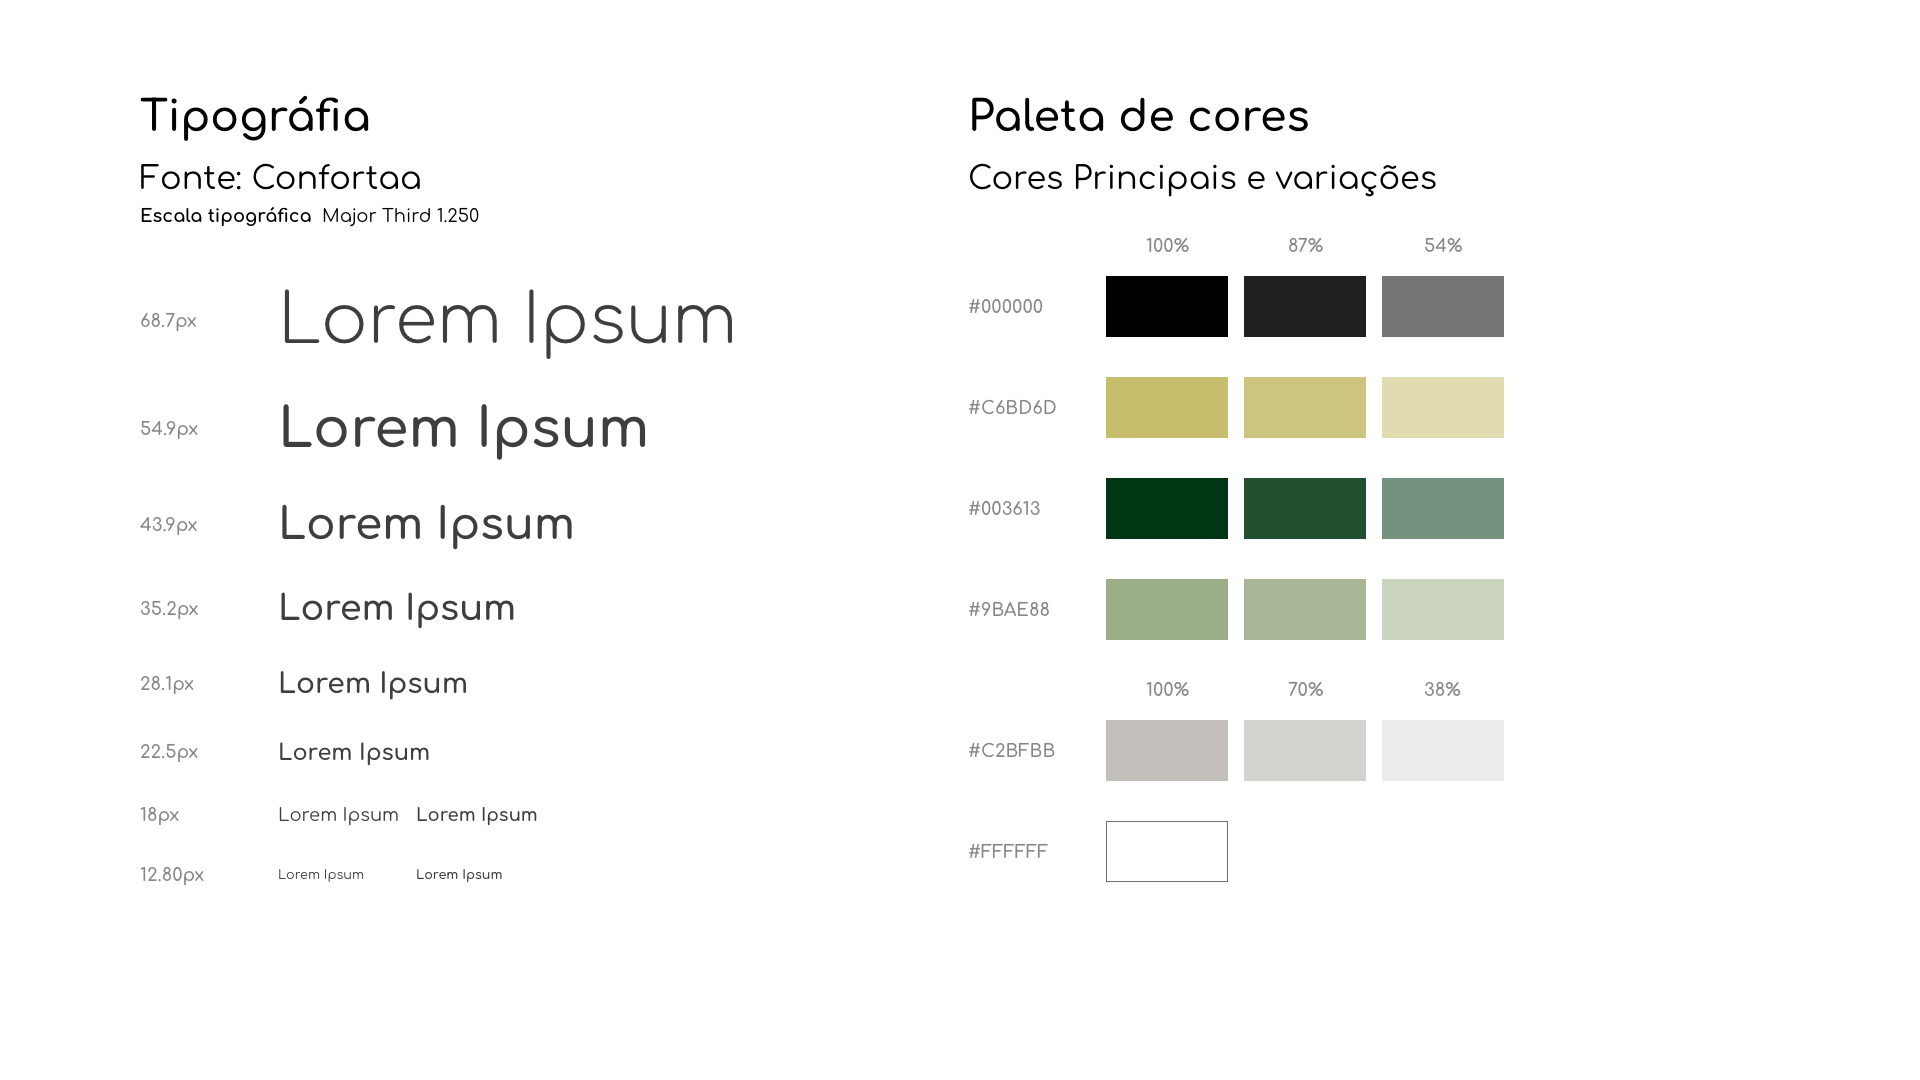 Tipográfia
Fonte: Confortaa
Escala tipográfica Major Third 1.250
68.7px Lorem Ipsum
54.9px Lorem Ipsum
43.9px Lorem Ipsum
35.2px Lorem Ipsum
28.1px Lorem Ipsum
22.5px Lorem Ipsum
18px Lorem Ipsum Lorem Ipsum
12.80px Lorem Ipsum Lorem Ipsum
Paleta de cores
Cores Principais e variações
100% 87% 54%
#000000
#C6BD6D
#003613
#9BAE88
100% 70% 38%
#C2BFBB
#FFFFFF